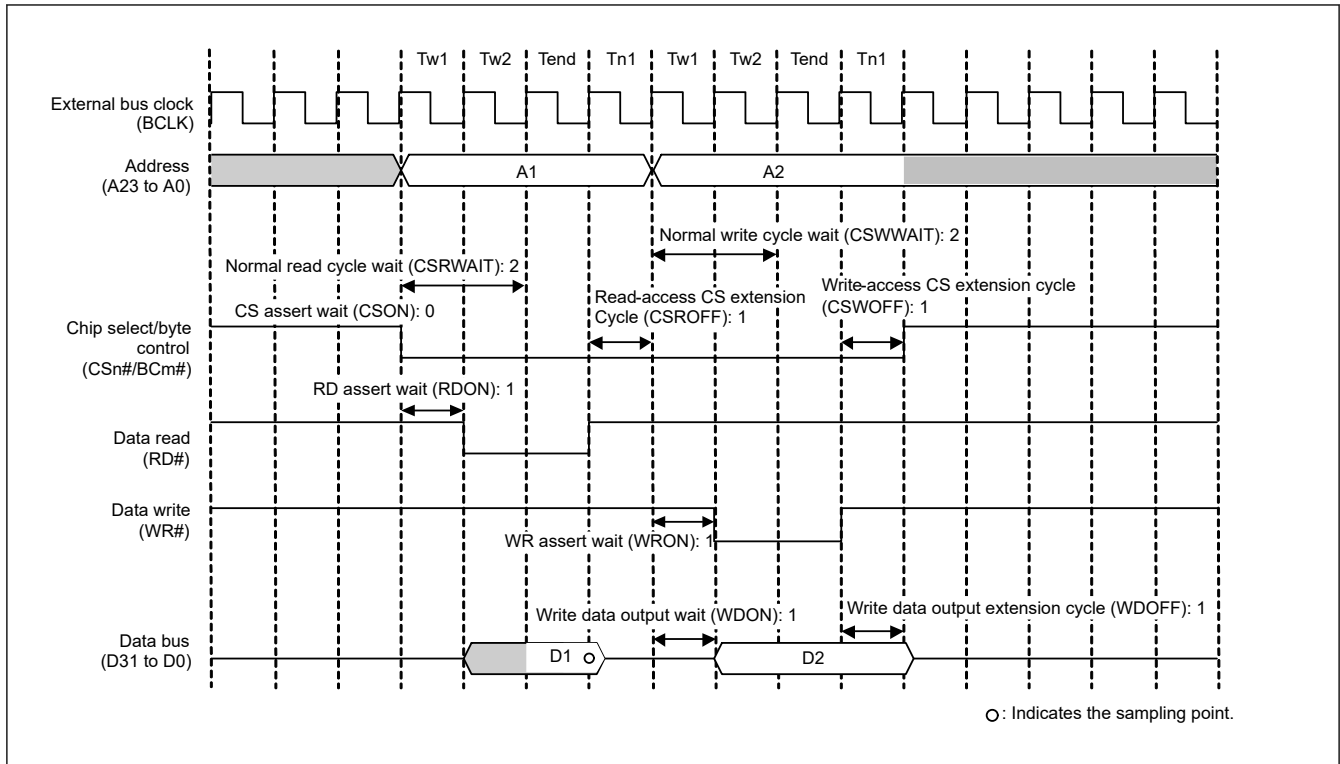 Tw1 Tw2 Tend Tn1 Tw1 Tw2 Tend Tn1
External bus clock
(BCLK)
Address
(A23 to A0)
A1
A2
Normal write cycle wait (CSWWAIT): 2
Normal read cycle wait (CSRWAIT): 2
Read-access CS extension
Cycle (CSROFF): 1
Write-access CS extension cycle
(CSWOFF): 1
CS assert wait (CSON): 0
Chip select/byte
control
(CSn#/BCm#)
RD assert wait (RDON): 1
Data read
(RD#)
Data write
(WR#)
WR assert wait (WRON): 1
Write data output wait (WDON): 1
Write data output extension cycle (WDOFF): 1
Data bus
(D31 to D0)
D1
D2
: Indicates the sampling point.